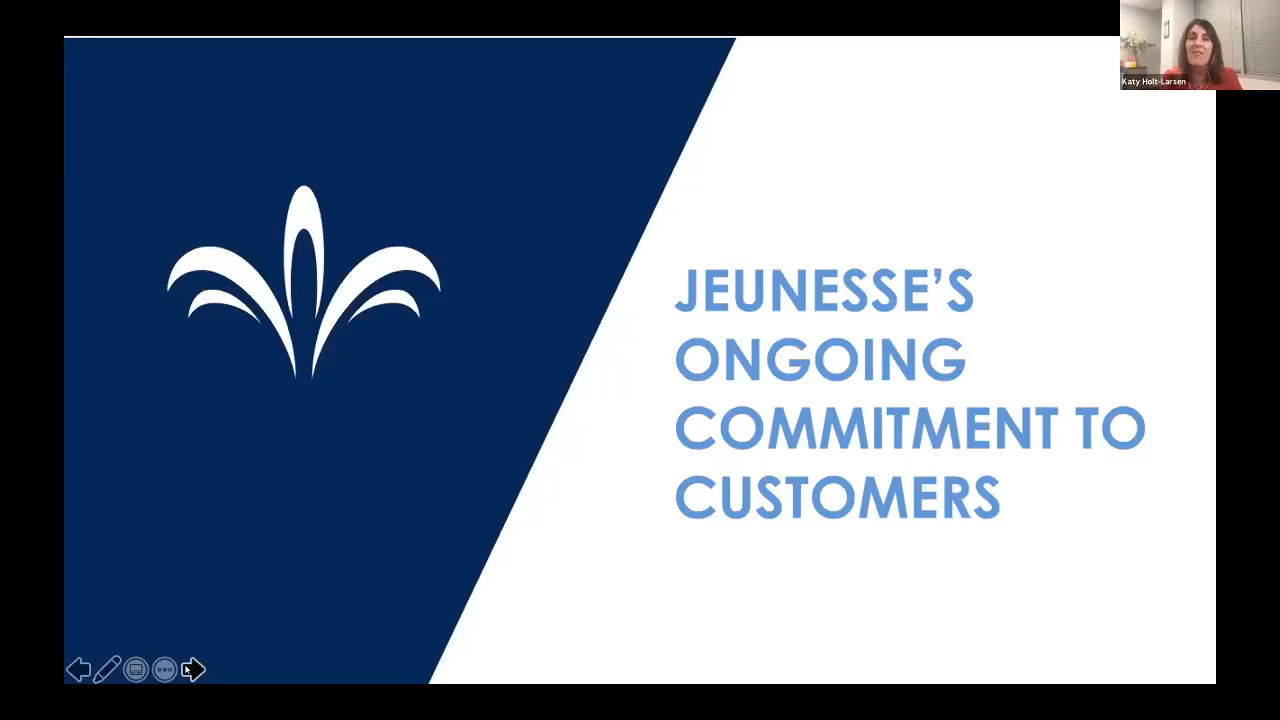 Katy Holt-Larsen
JEUNESSE’S
ONGOING
COMMITMENT TO
CUSTOMERS